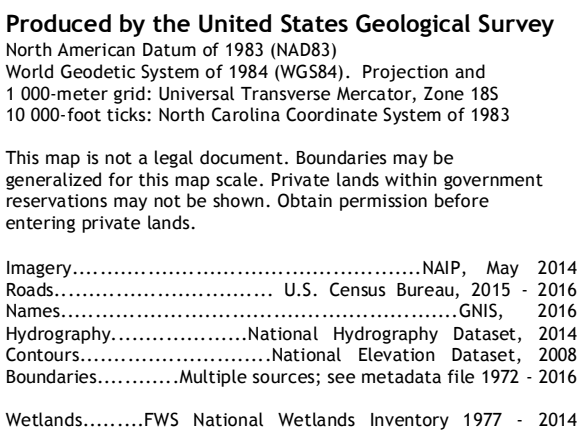 Produced by the United States Geological Survey
North American Datum of 1983 (NAD83)
World Geodetic System of 1984 (WGS84). Projection and
1 000-meter grid: Universal Transverse Mercator, Zone 18S
10 000-foot ticks: North Carolina Coordinate System of 1983
This map is not a legal document. Boundaries may be
generalized for this map scale. Private lands within government
reservations may not be shown. Obtain permission before
entering private lands.
Imagery..........................................NAIP, May 2014
Roads.......................... U.S. Census Bureau, 2015 - 2016
Names...............................................GNIS, 2016
Hydrography.................National Hydrography Dataset, 2014
Contours.......................National Elevation Dataset, 2008
Boundaries...........Multiple sources; see metadata file 1972 - 2016
Wetlands.........FWS National Wetlands Inventory 1977 - 2014